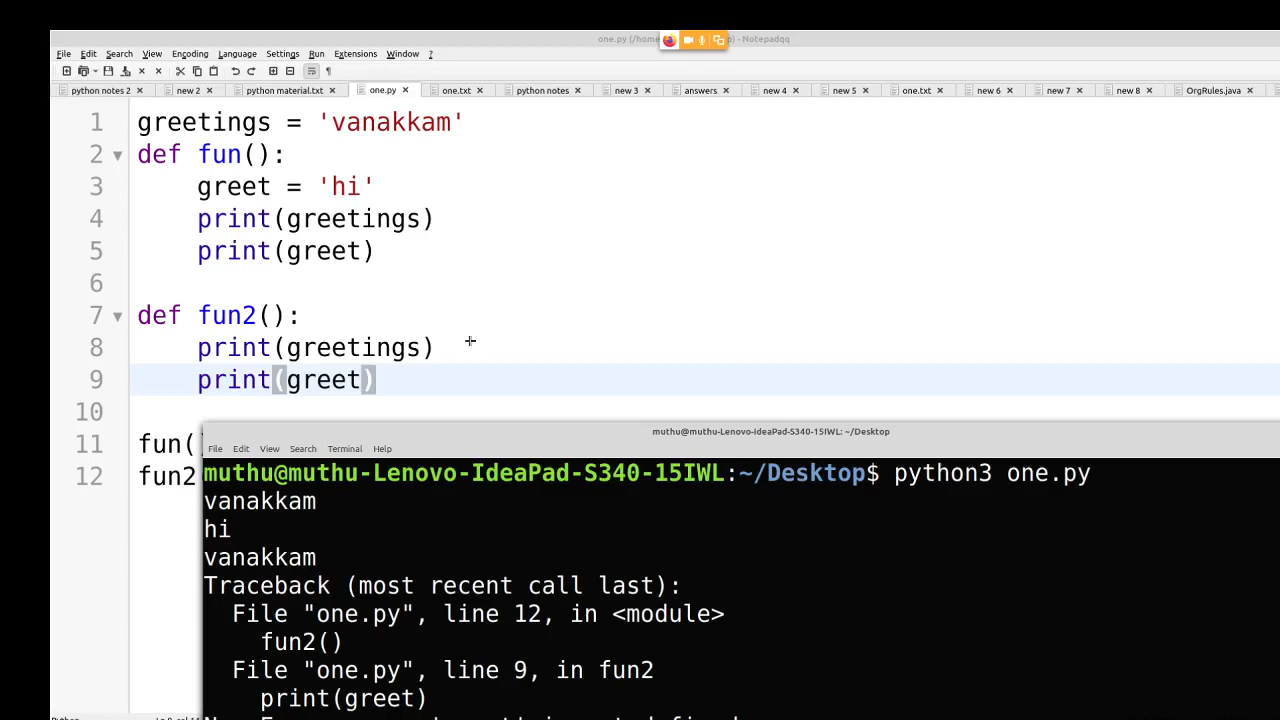 one.py (/home p) - Notepadqq
File Edit Search View Encoding Language Settings Run Extensions Window ?
python notes 2 new 2 python material.txt one.py one.txt python notes new 3 answers new 4 new 5 one.txt new 6 new 7 new 8 OrgRules.java
1 greetings = 'vanakkam'
2 def fun():
3 greet = 'hi'
4 print(greetings)
5 print(greet)
6
7 def fun2():
8 print(greetings)
9 print(greet)
10
11 fun(
12 fun2
muthu@muthu-Lenovo-IdeaPad-S340-15IWL: ~/Desktop
File Edit View Search Terminal Help
muthu@muthu-Lenovo-IdeaPad-S340-15IWL:~/Desktop$ python3 one.py
vanakkam
hi
vanakkam
Traceback (most recent call last):
File "one.py", line 12, in <module>
fun2()
File "one.py", line 9, in fun2
print(greet)